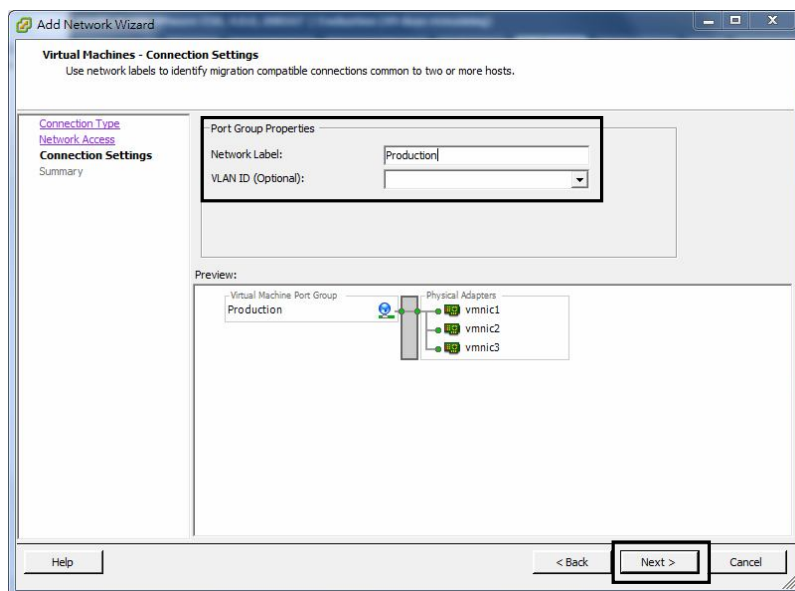 Add Network Wizard
Virtual Machines - Connection Settings
Use network labels to identify migration compatible connections common to two or more hosts.
Connection Type
Network Access
Connection Settings
Summary
Port Group Properties
Network Label:
Production
VLAN ID (Optional):
Preview:
Virtual Machine Port Group
Production
Physical Adapters
vmnic1
vmnic2
vmnic3
Help
< Back
Next >
Cancel